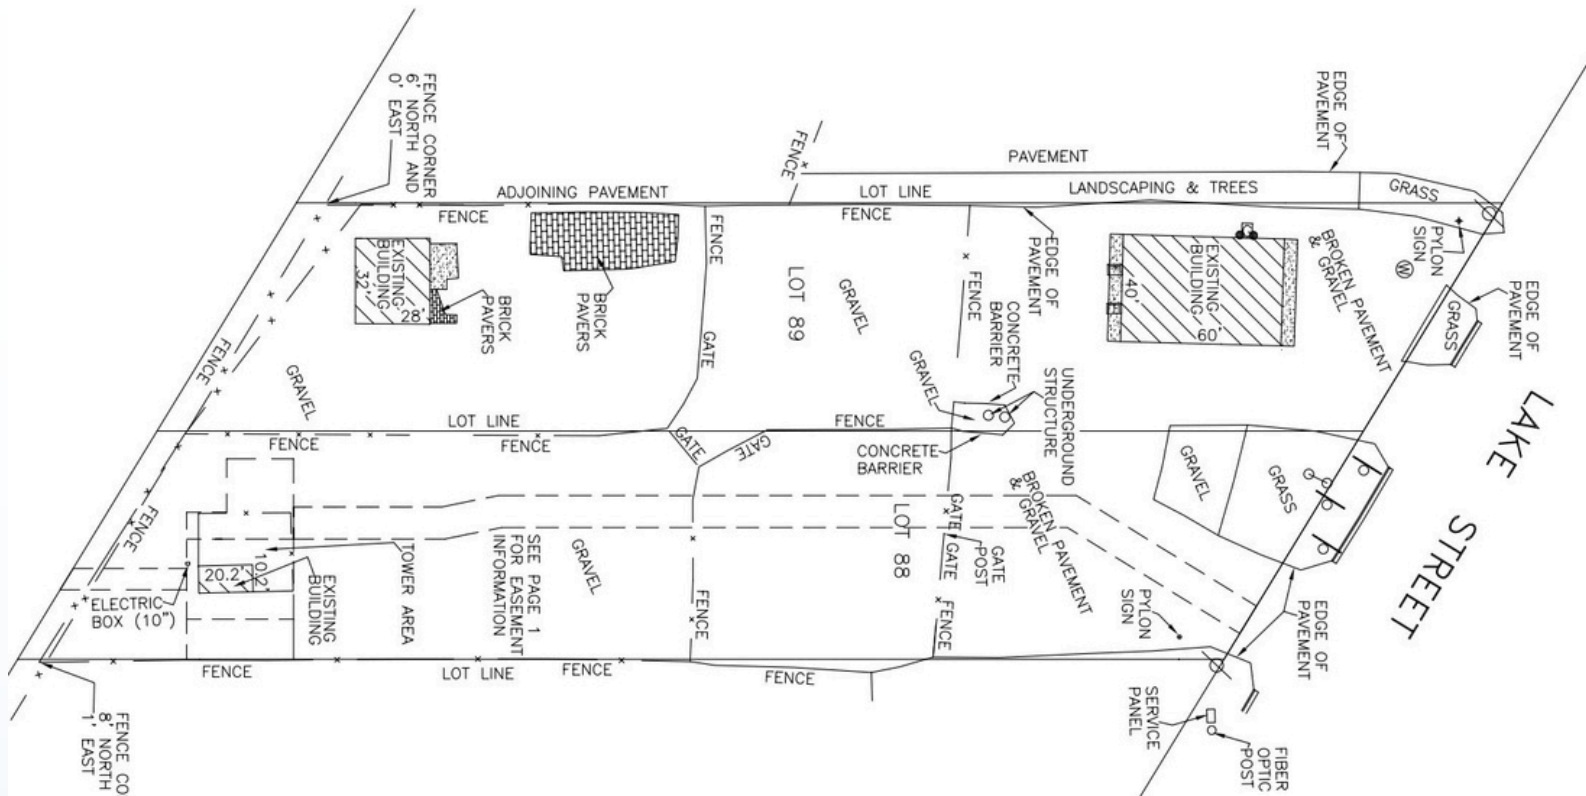 FENCE CORNER
6' NORTH AND
0' EAST
FENCE
ADJOINING PAVEMENT
FENCE
PAVEMENT
EDGE OF
PAVEMENT
LOT LINE
LANDSCAPING & TREES
GRASS
FENCE
FENCE
EXISTING
BUILDING
32'
28'
BRICK
PAVERS
BRICK
PAVERS
FENCE
GATE
LOT 89
GRAVEL
FENCE
EDGE OF
PAVEMENT
EXISTING
BUILDING
40'
60'
BROKEN PAVEMENT
& GRAVEL
PYLON
SIGN
W
GRASS
EDGE OF
PAVEMENT
LAKE STREET
FENCE
GRAVEL
CONCRETE
BARRIER
GRAVEL
UNDERGROUND
STRUCTURE
LOT LINE
FENCE
FENCE
GATE
GATE
FENCE
CONCRETE
BARRIER
GRAVEL
GRASS
FENCE
ELECTRIC
BOX (10")
20.2'
10.2'
EXISTING
BUILDING
TOWER AREA
SEE PAGE 1
FOR EASEMENT
INFORMATION
GRAVEL
FENCE
LOT 88
GATE
GATE
FENCE
GATE
POST
BROKEN PAVEMENT
& GRAVEL
PYLON
SIGN
EDGE OF
PAVEMENT
FENCE
LOT LINE
FENCE
FENCE
SERVICE
PANEL
FIBER
OPTIC
POST
FENCE CO
8' NORTH
1' EAST